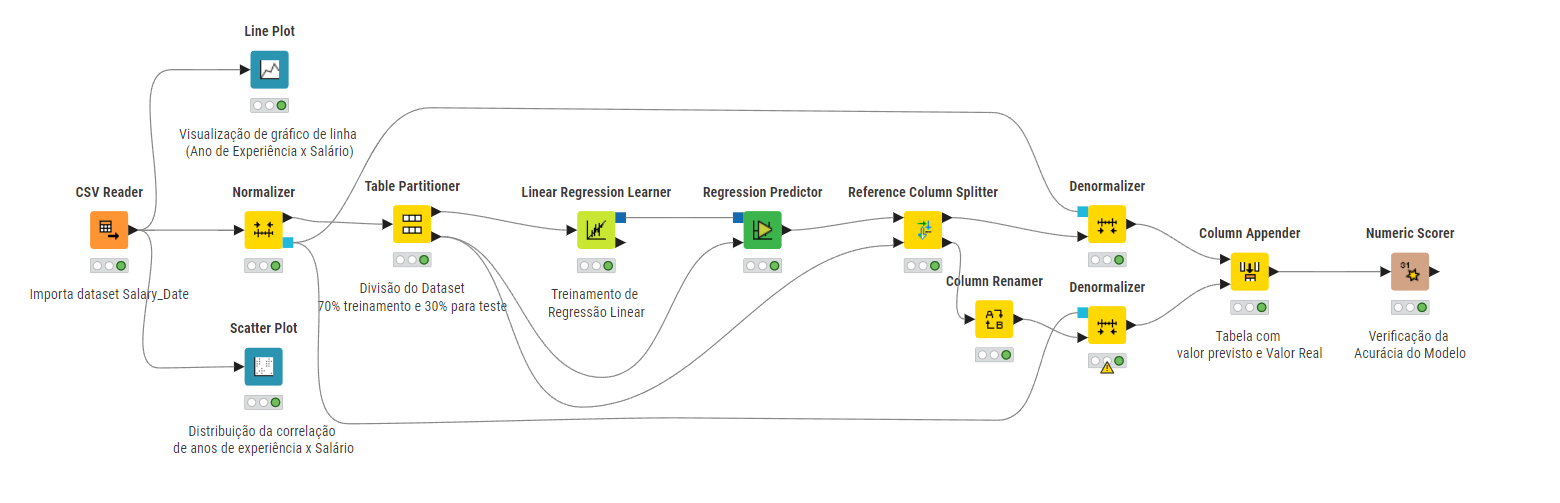 Line Plot
Visualização de gráfico de linha
(Ano de Experiência x Salário)
CSV Reader
Importa dataset Salary_Date
Normalizer
Scatter Plot
Distribuição da correlação
de anos de experiência x Salário
Table Partitioner
Divisão do Dataset
70% treinamento e 30% para teste
Linear Regression Learner
Treinamento de
Regressão Linear
Regression Predictor
Reference Column Splitter
Column Renamer
A
B
Denormalizer
Denormalizer
Column Appender
Tabela com
valor previsto e Valor Real
Numeric Scorer
31
Verificação da
Acurácia do Modelo